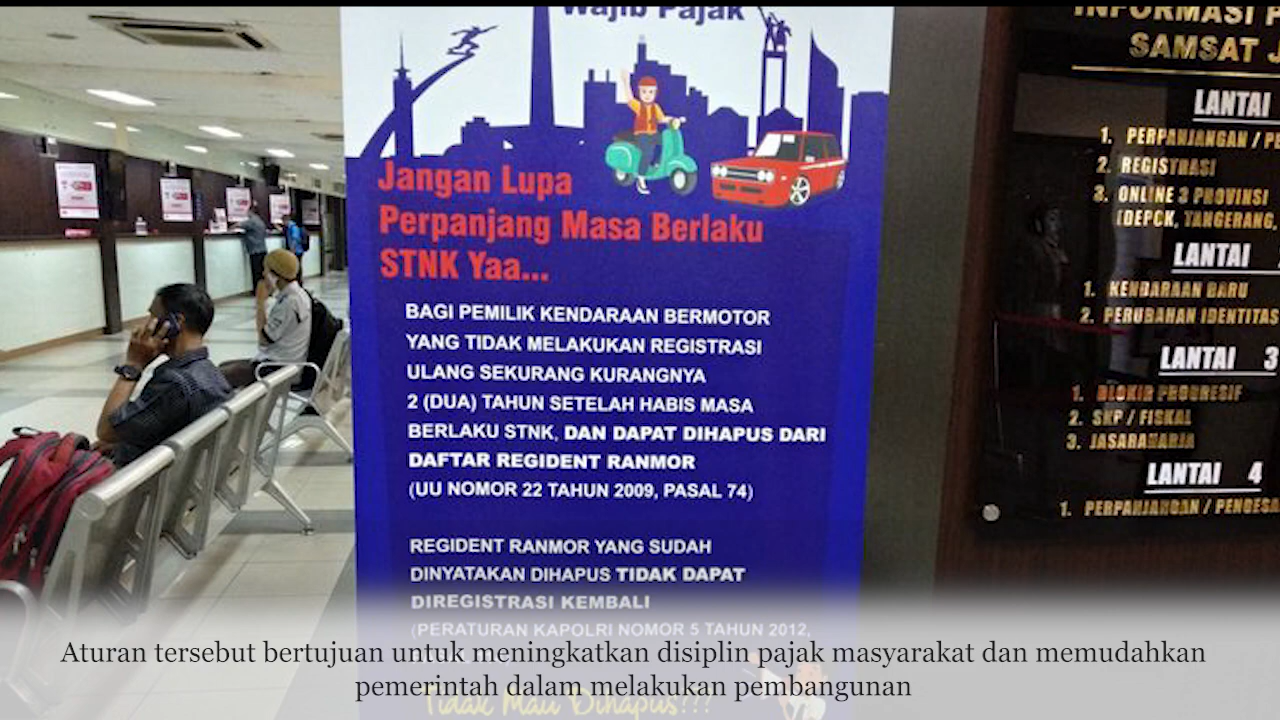 Wajib Pajak
Jangan Lupa
Perpanjang Masa Berlaku
STNK Yaa...
BAGI PEMILIK KENDARAAN BERMOTOR
YANG TIDAK MELAKUKAN REGISTRASI
ULANG SEKURANG KURANGNYA
2 (DUA) TAHUN SETELAH HABIS MASA
BERLAKU STNK, DAN DAPAT DIHAPUS DARI
DAFTAR REGIDENT RANMOR
(UU NOMOR 22 TAHUN 2009, PASAL 74)
REGIDENT RANMOR YANG SUDAH
DINYATAKAN DIHAPUS TIDAK DAPAT
DIREGISTRASI KEMBALI
(PERATURAN KAPOLRI NOMOR 5 TAHUN 2012,
Tidak Mau Dihapus???
INFORMASI
SAMSAT
LANTAI
1. PERPANJANGAN /
2. REGISTRASI
3. ONLINE 3 PROVINSI
(DEPCK, TANGERANG,
LANTAI
1. KENDARAAN BARU
2. PERUBAHAN IDENTITAS
LANTAI 3
1. BLOKIR PROGRESIF
2. SKP / FISKAL
3. JASARAHARJA
LANTAI 4
1. PERPANJANGAN /
Aturan tersebut bertujuan untuk meningkatkan disiplin pajak masyarakat dan memudahkan
pemerintah dalam melakukan pembangunan